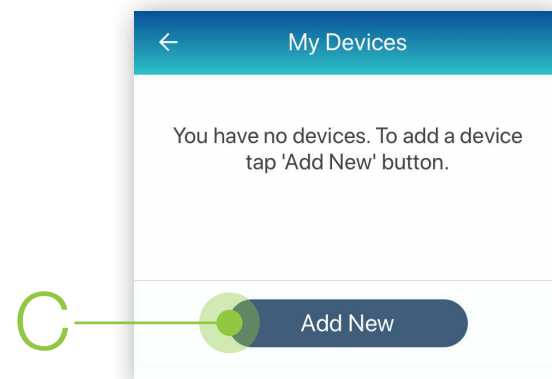 My Devices
You have no devices. To add a device
tap 'Add New' button.
C
Add New